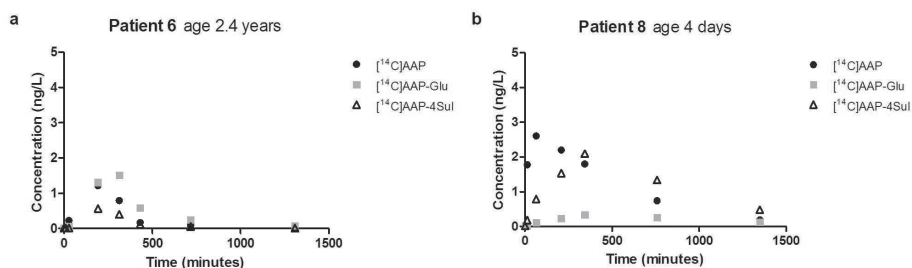 a
Patient 6 age 2.4 years
Concentration (ng/L)
5
4
3
2
1
0
0
500
1000
1500
Time (minutes)
[¹⁴C]AAP
[¹⁴C]AAP-Glu
[¹⁴C]AAP-4Sul
b
Patient 8 age 4 days
Concentration (ng/L)
5
4
3
2
1
0
0
500
1000
1500
Time (minutes)
[¹⁴C]AAP
[¹⁴C]AAP-Glu
[¹⁴C]AAP-4Sul